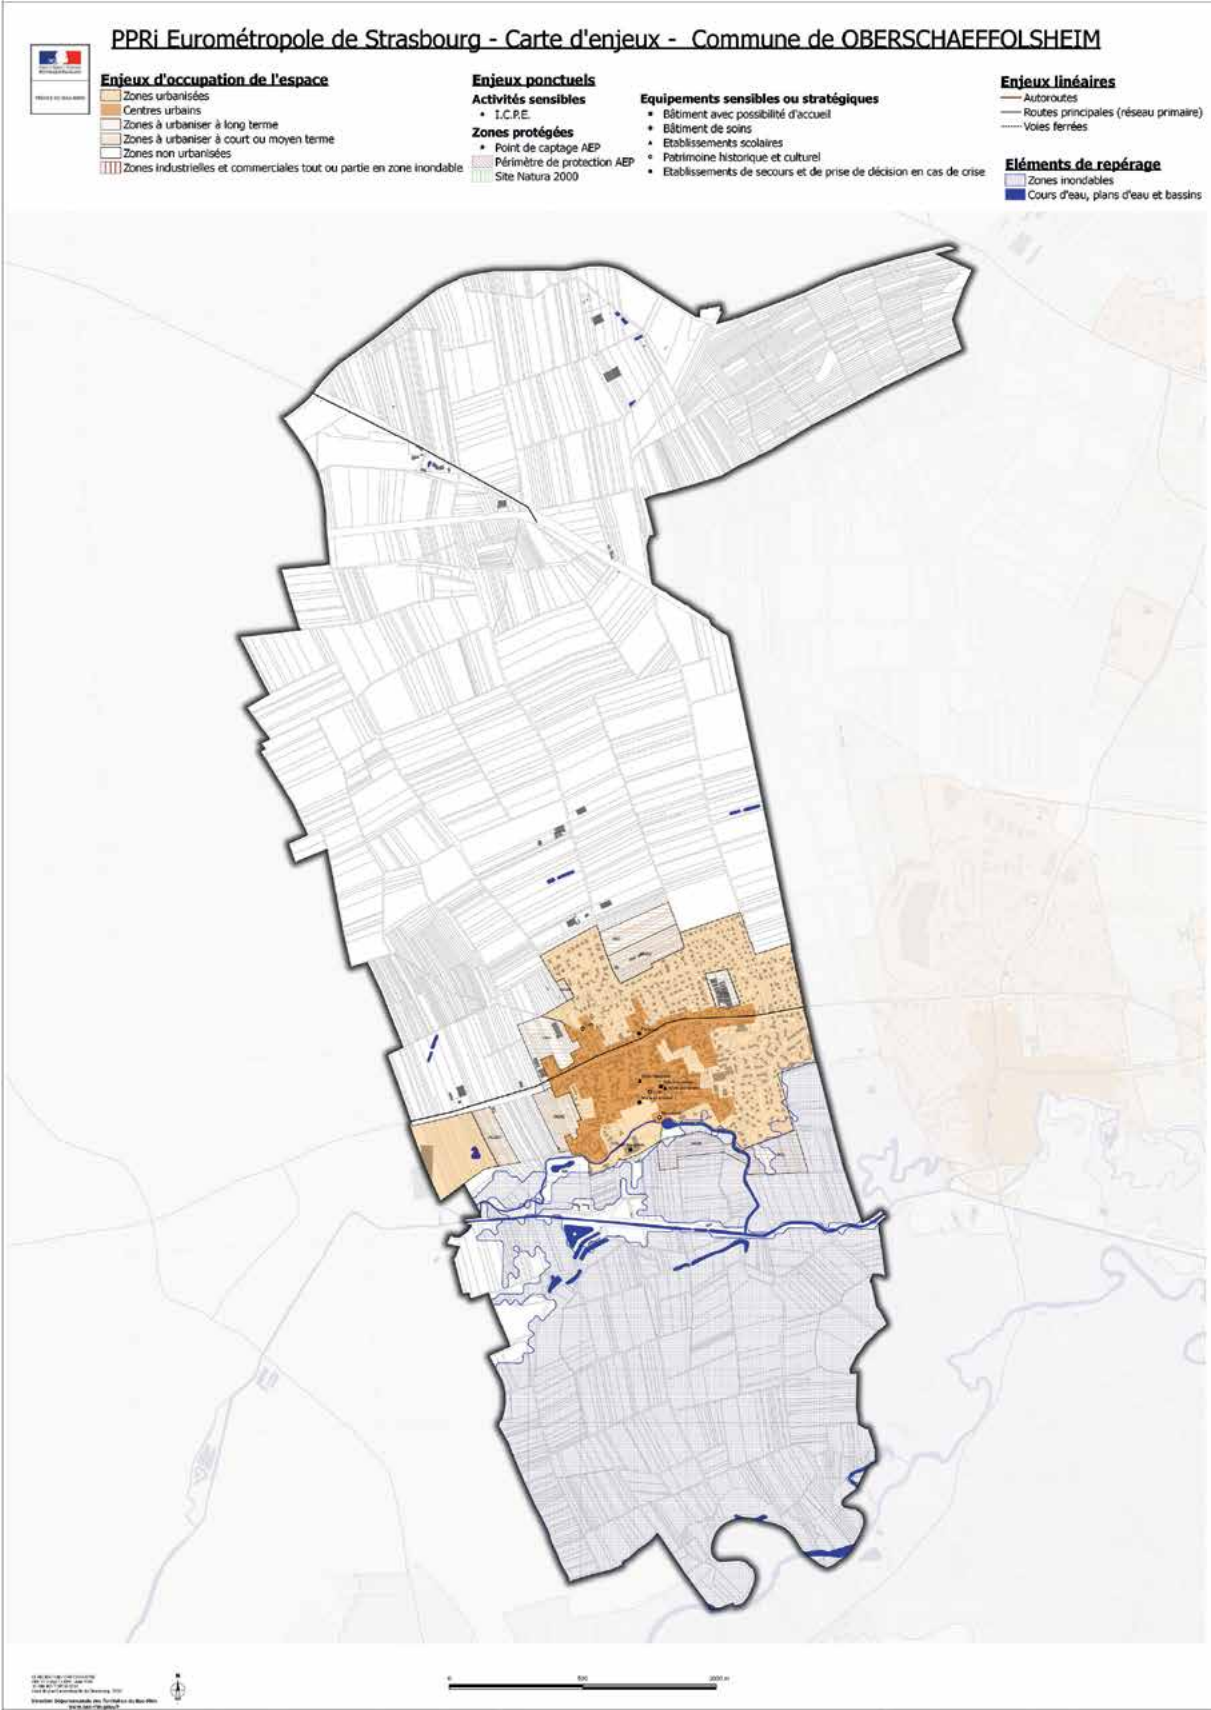 PPRi Eurométropole de Strasbourg - Carte d'enjeux - Commune de OBERSCHAEFFOLSHEIM
Enjeux d'occupation de l'espace
Zones urbanisées
Centres urbains
Zones à urbaniser à long terme
Zones à urbaniser à court ou moyen terme
Zones non urbanisées
Zones industrielles et commerciales tout ou partie en zone inondable
Enjeux ponctuels
Activités sensibles
I.C.P.E.
Zones protégées
Point de captage AEP
Périmètre de protection AEP
Site Natura 2000
Equipements sensibles ou stratégiques
Bâtiment avec possibilité d'accueil
Bâtiment de soins
Etablissements scolaires
Patrimoine historique et culturel
Etablissements de secours et de prise de décision en cas de crise
Enjeux linéaires
Autoroutes
Routes principales (réseau primaire)
Voies ferrées
Eléments de repérage
Zones inondables
Cours d'eau, plans d'eau et bassins
N
0 500